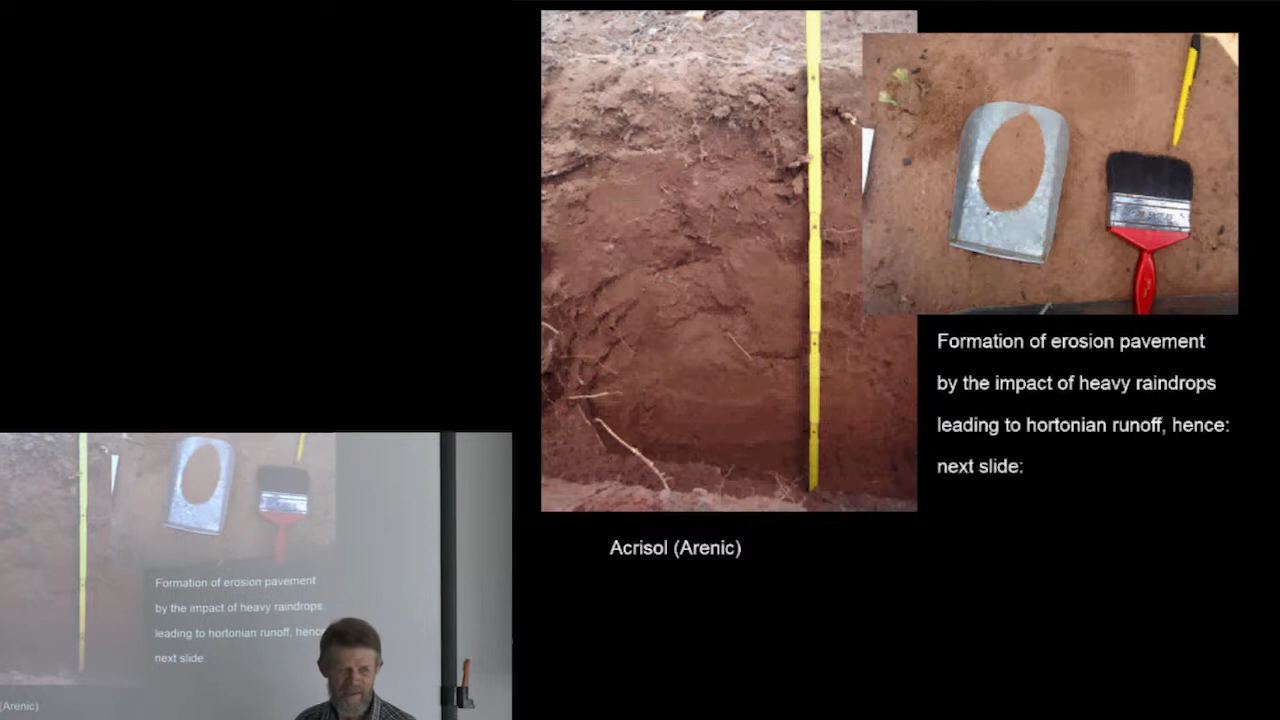 Formation of erosion pavement
by the impact of heavy raindrops
leading to hortonian runoff, hence:
next slide:
Acrisol (Arenic)
Formation of erosion pavement
by the impact of heavy raindrops
leading to hortonian runoff, henc
next slide:
(Arenic)